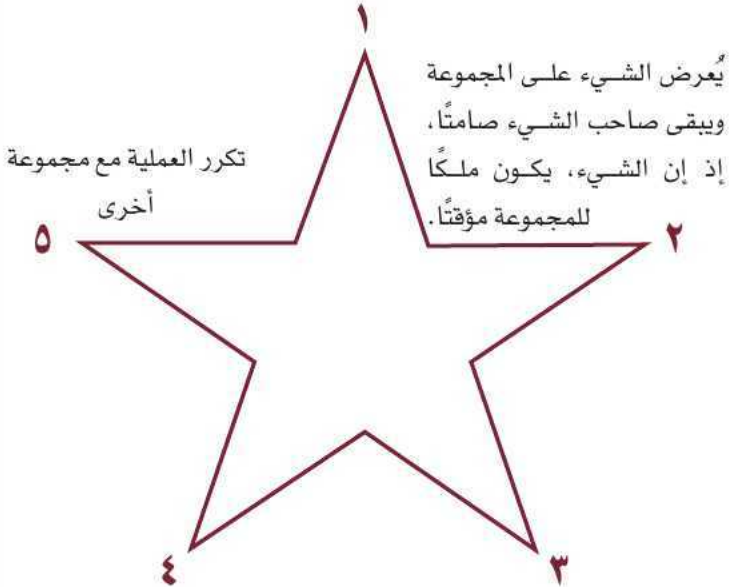 ١
يُعرض الشيء على المجموعة
ويبقى صاحب الشيء صامتًا،
إذ إن الشيء، يكون ملكًا
للمجموعة مؤقتًا.
٢
تكرر العملية مع مجموعة
أخرى
٥
٤
٣